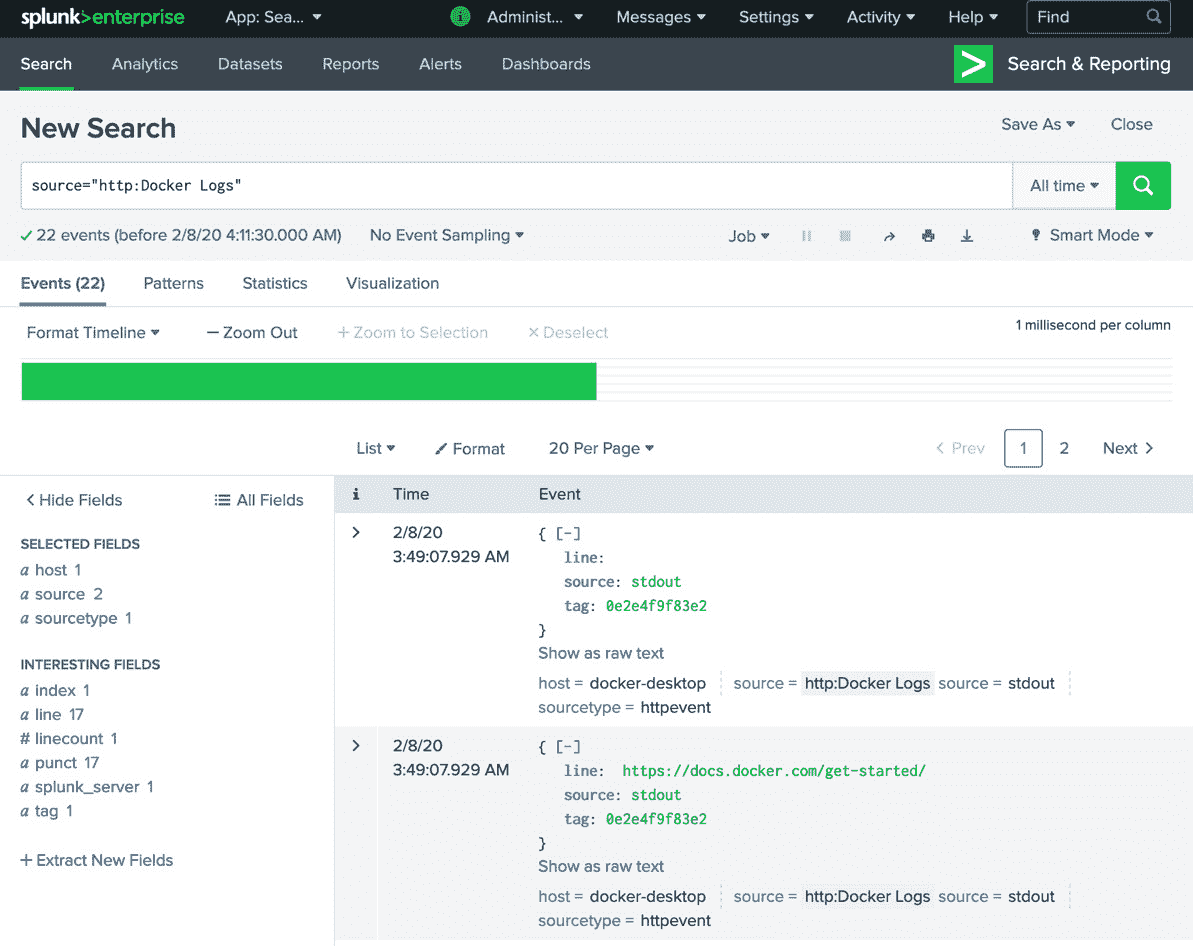 splunk>enterprise App: Sea... Administ... Messages Settings Activity Help Find
Search Analytics Datasets Reports Alerts Dashboards Search & Reporting
New Search Save As Close
source="http:Docker Logs" All time
22 events (before 2/8/20 4:11:30.000 AM) No Event Sampling Job Smart Mode
Events (22) Patterns Statistics Visualization
Format Timeline — Zoom Out + Zoom to Selection × Deselect 1 millisecond per column
List Format 20 Per Page < Prev 1 2 Next >
< Hide Fields All Fields
SELECTED FIELDS
a host 1
a source 2
a sourcetype 1
INTERESTING FIELDS
a index 1
a line 17
# linecount 1
a punct 17
a splunk_server 1
a tag 1
+ Extract New Fields
i Time Event
> 2/8/20
3:49:07.929 AM
{ [-]
line:
source: stdout
tag: 0e2e4f9f83e2
}
Show as raw text
host = docker-desktop source = http:Docker Logs source = stdout
sourcetype = httpevent
> 2/8/20
3:49:07.929 AM
{ [-]
line: https://docs.docker.com/get-started/
source: stdout
tag: 0e2e4f9f83e2
}
Show as raw text
host = docker-desktop source = http:Docker Logs source = stdout
sourcetype = httpevent